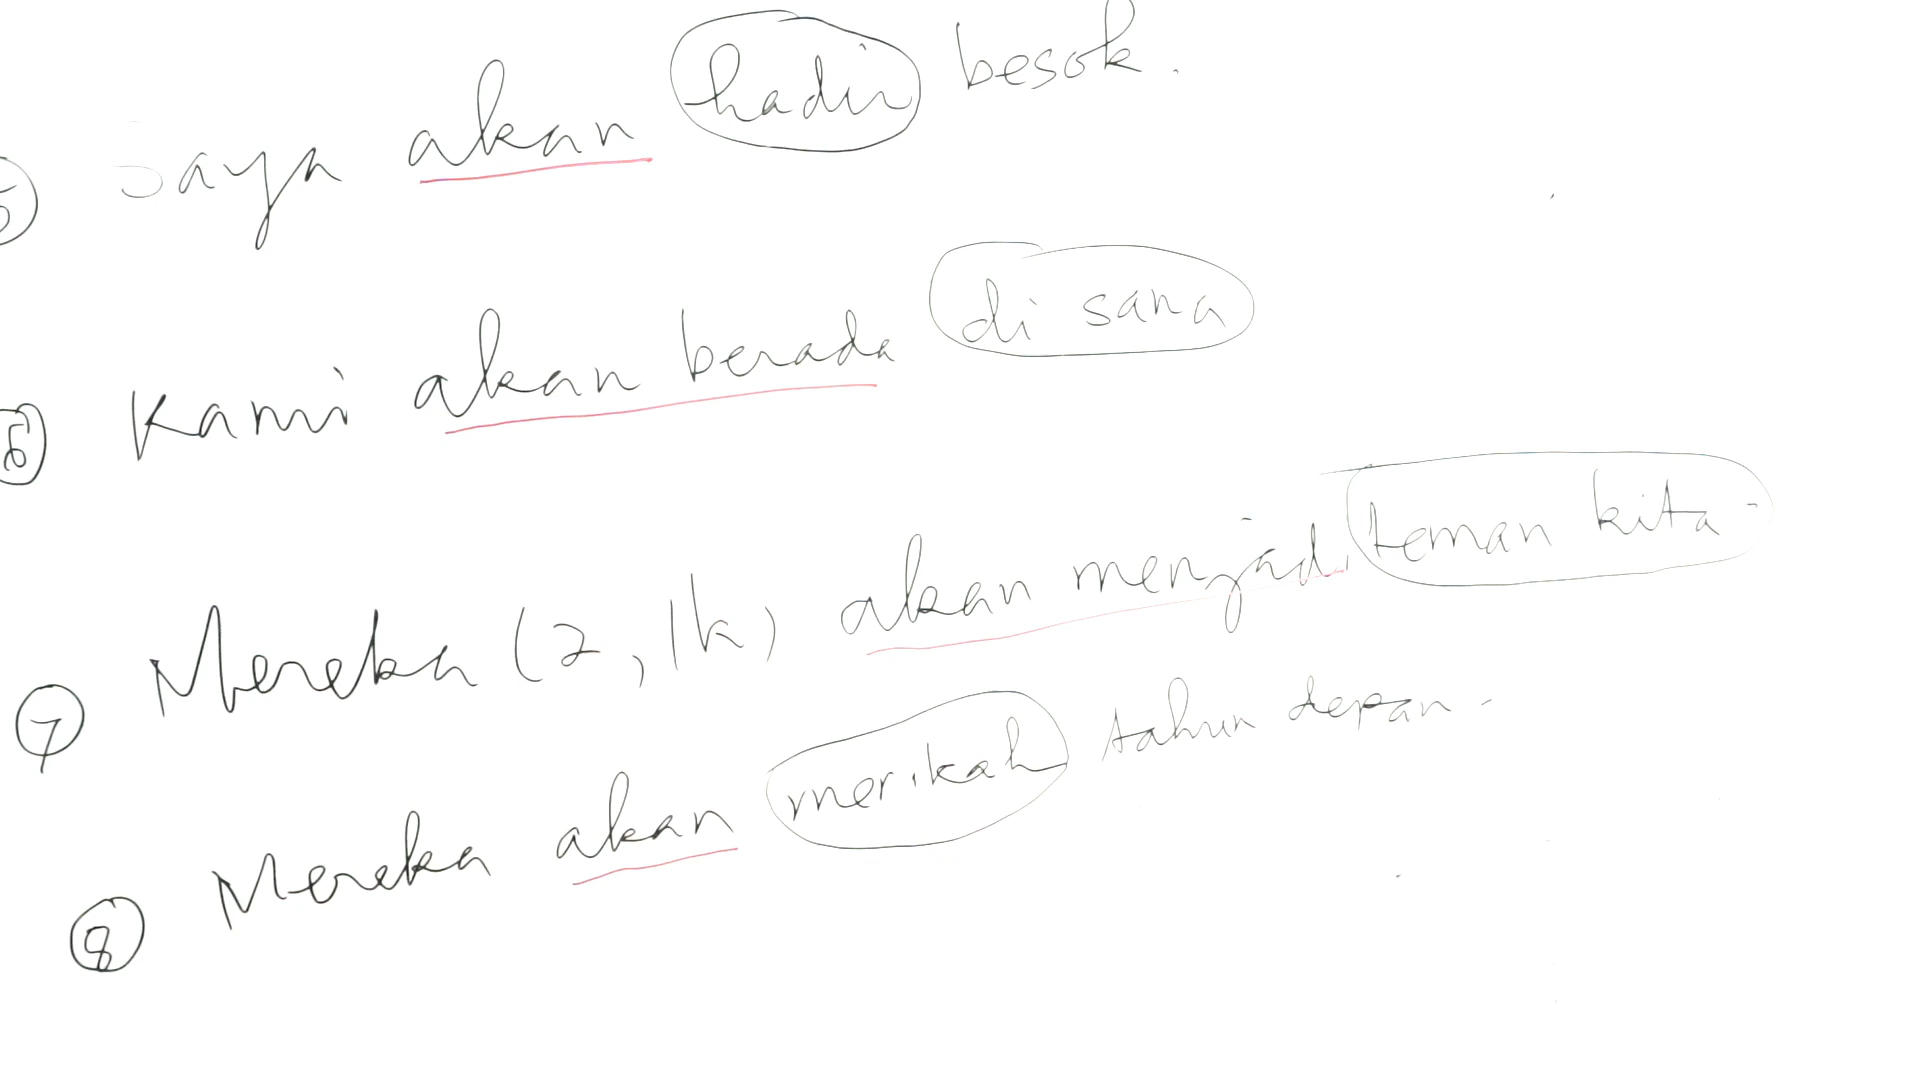 ⑤ Saya akan hadir besok.
⑥ Kami akan berada di sana
⑦ Mereka (2, lk) akan menjadi teman kita.
⑧ Mereka akan menikah tahun depan.